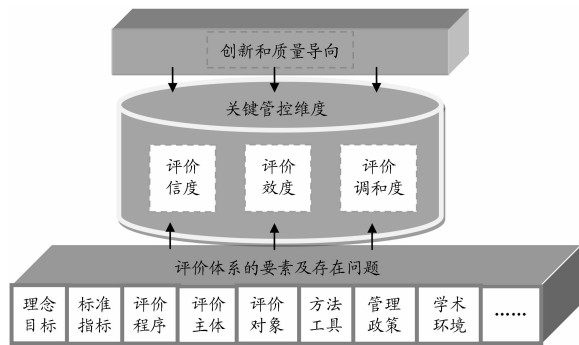 创新和质量导向
关键管控维度
评价 评价 评价
信度 效度 调和度
评价体系的要素及存在问题
理念 标准 评价 评价 评价 方法 管理 学术 ……
目标 指标 程序 主体 对象 工具 政策 环境